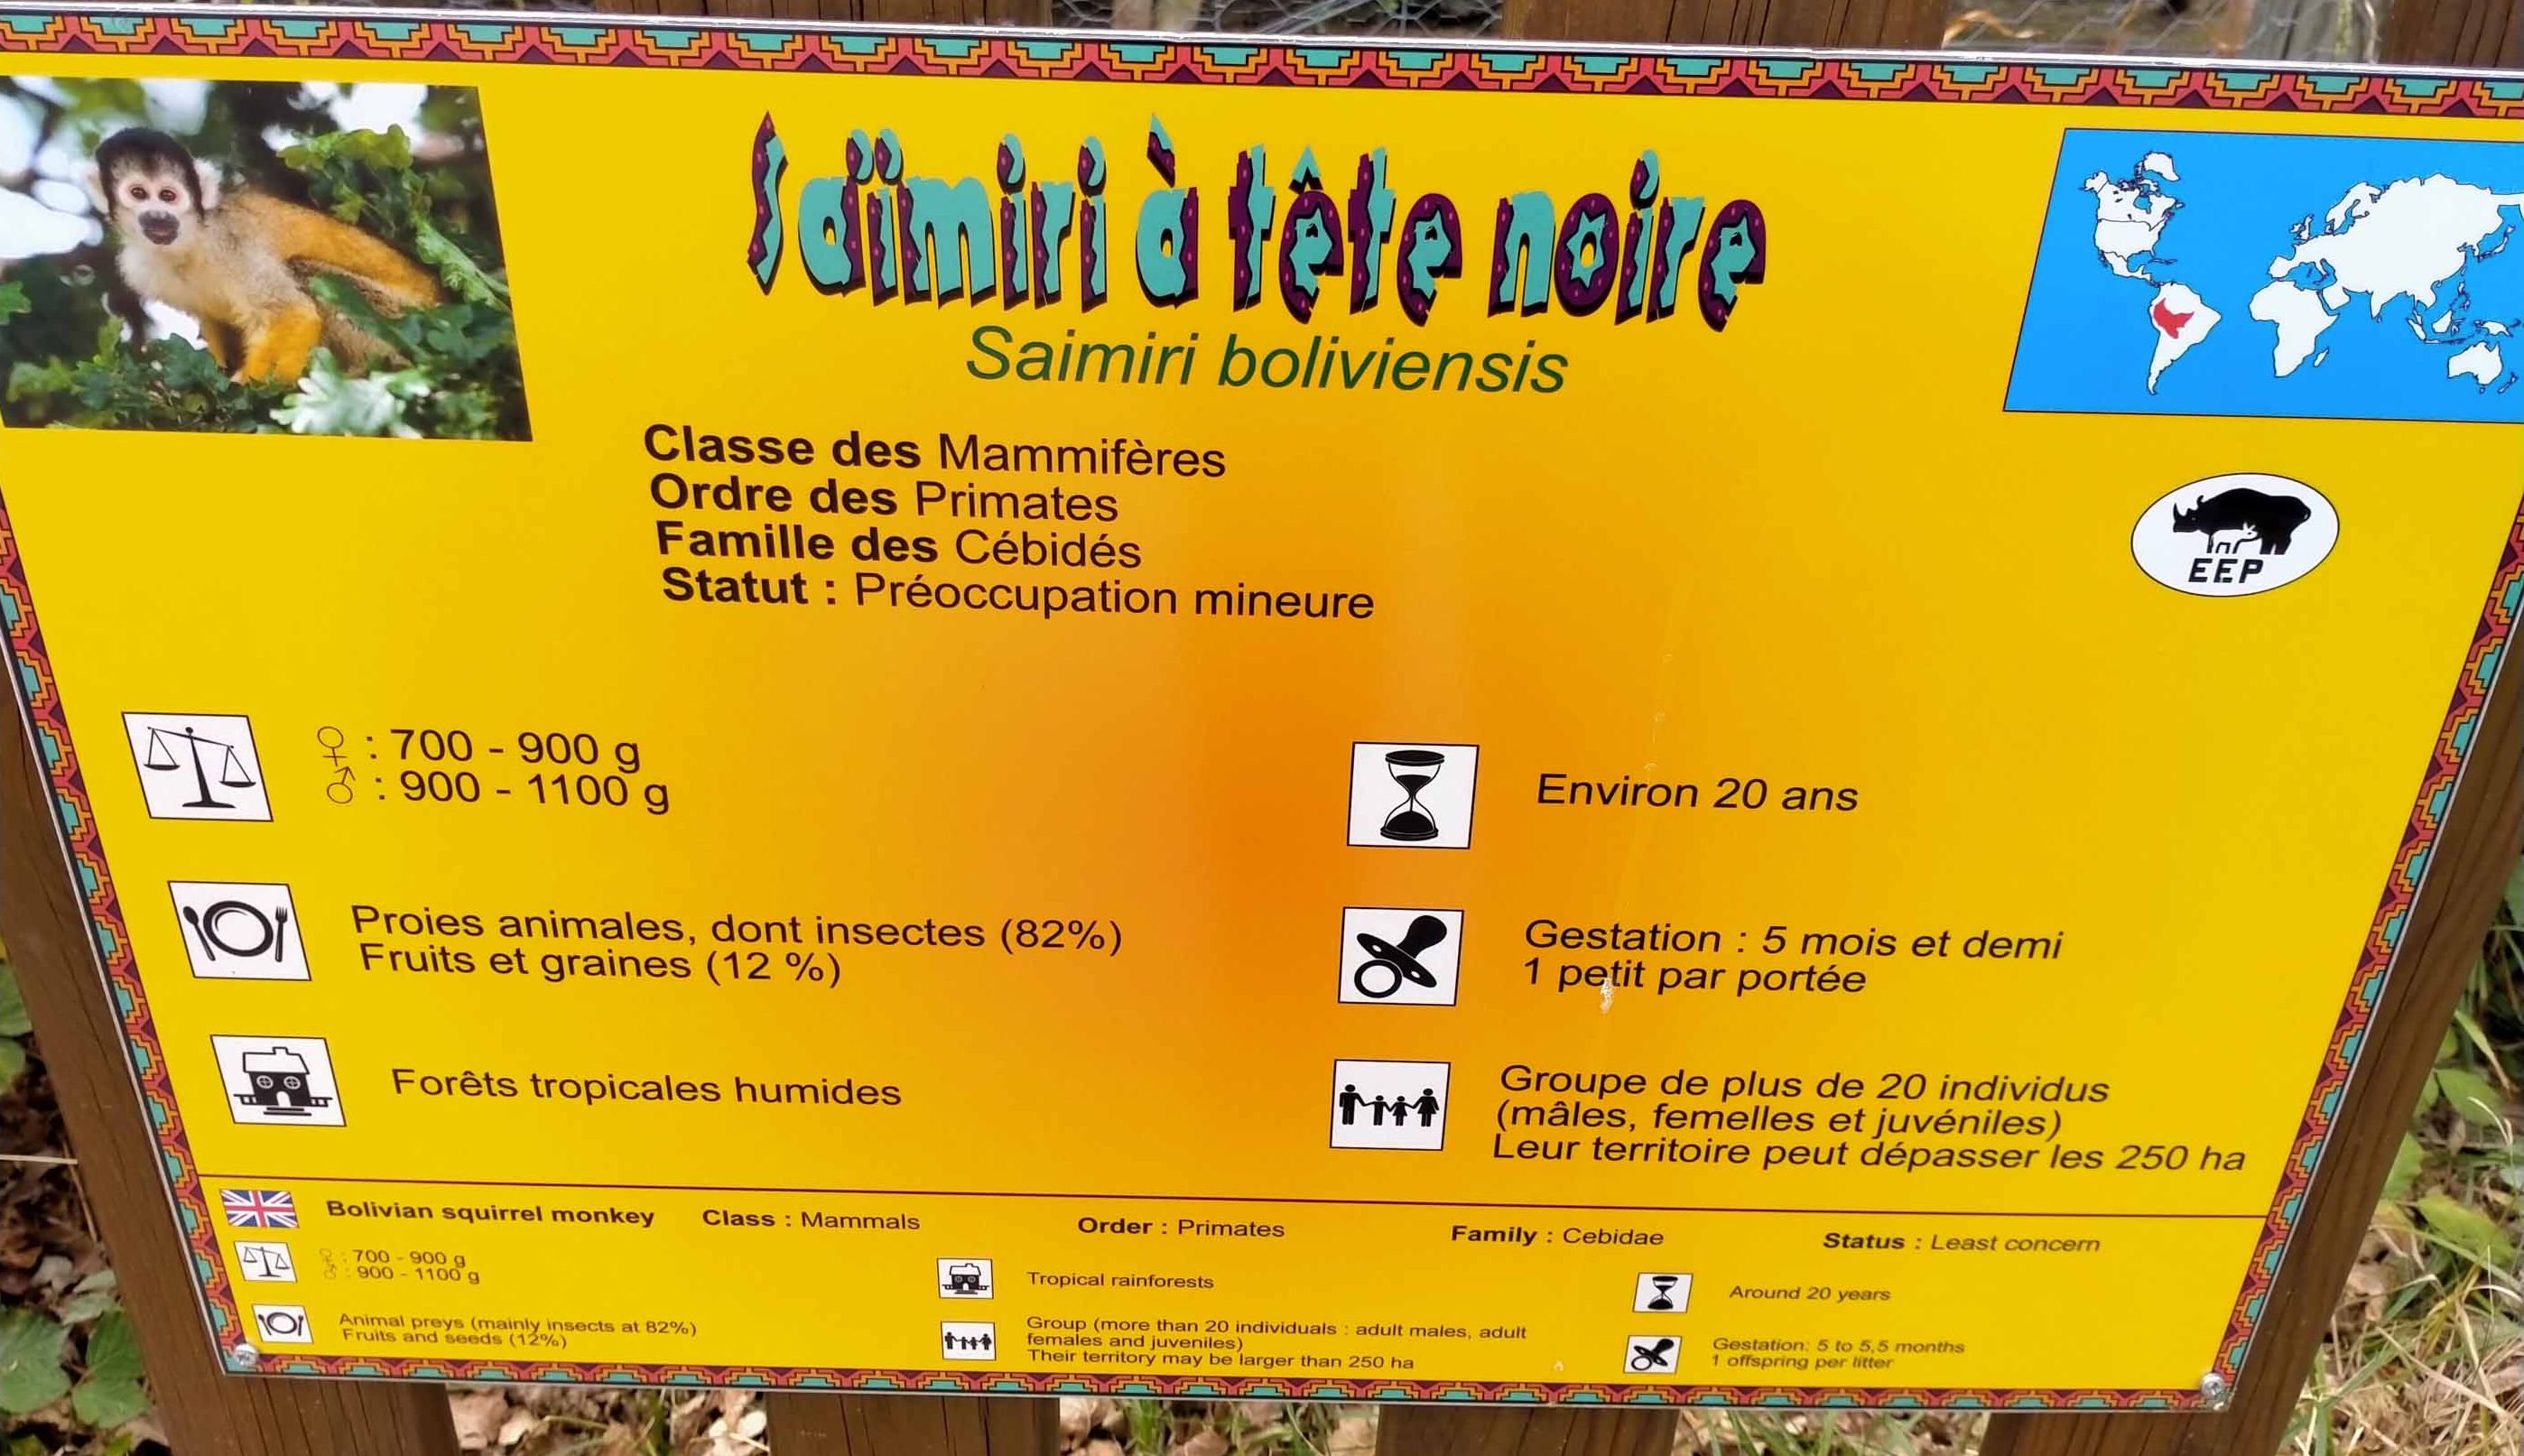 Saïmiri à tête noire
Saimiri boliviensis
Classe des Mammifères
Ordre des Primates
Famille des Cébidés
Statut : Préoccupation mineure
EEP
♀ : 700 - 900 g
♂ : 900 - 1100 g
Environ 20 ans
Proies animales, dont insectes (82%)
Fruits et graines (12 %)
Gestation : 5 mois et demi
1 petit par portée
Forêts tropicales humides
Groupe de plus de 20 individus
(mâles, femelles et juvéniles)
Leur territoire peut dépasser les 250 ha
Bolivian squirrel monkey Class : Mammals Order : Primates Family : Cebidae Status : Least concern
♀ : 700 - 900 g
♂ : 900 - 1100 g
Tropical rainforests
Around 20 years
Animal preys (mainly insects at 82%)
Fruits and seeds (12%)
Group (more than 20 individuals : adult males, adult
females and juveniles)
Their territory may be larger than 250 ha
Gestation: 5 to 5,5 months
1 offspring per litter